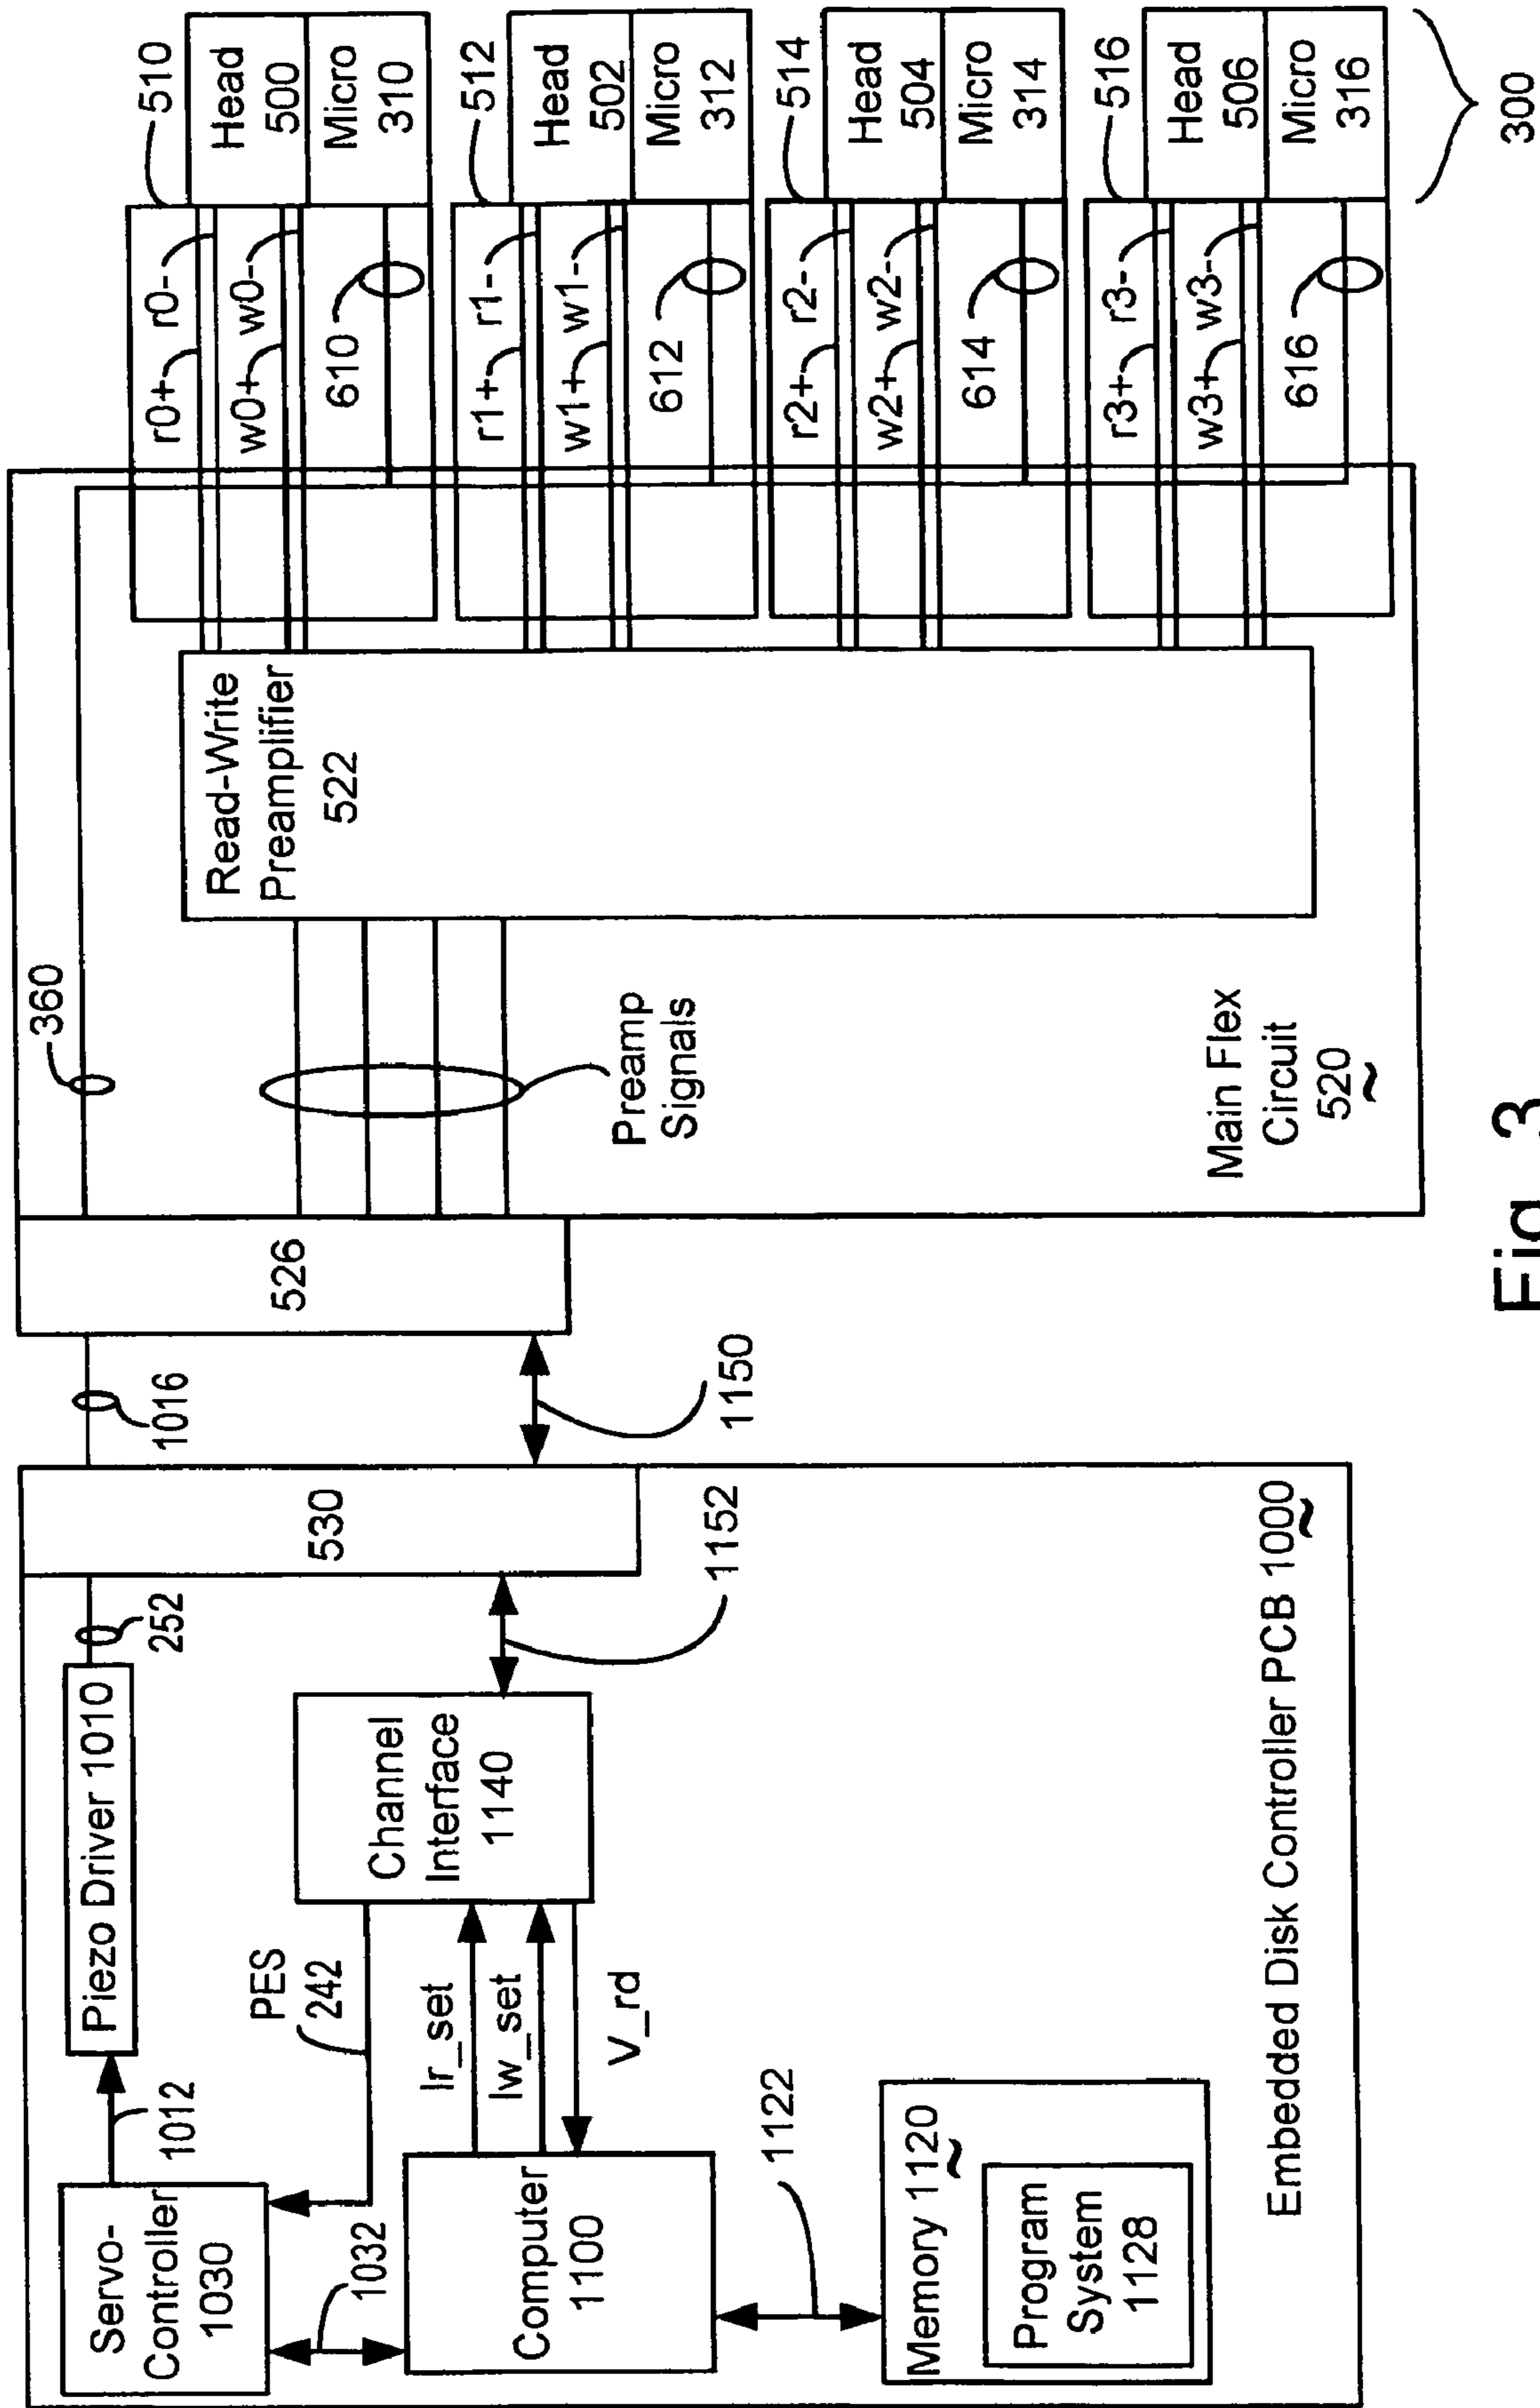 Servo-
Controller
1030
1012
Piezo Driver 1010
252
530
1016
526
360
PES
242
1032
Computer
1100
Ir_set
Iw_set
V_rd
Channel
Interface
1140
1152
1150
1122
Memory 1120
Program
System
1128
Embedded Disk Controller PCB 1000
Preamp
Signals
Read-Write
Preamplifier
522
Main Flex
Circuit
520
r0+ r0-
w0+ w0-
610
510
Head
500
Micro
310
r1+ r1-
w1+ w1-
612
512
Head
502
Micro
312
r2+ r2-
w2+ w2-
614
514
Head
504
Micro
314
r3+ r3-
w3+ w3-
616
516
Head
506
Micro
316
300
Fig. 3